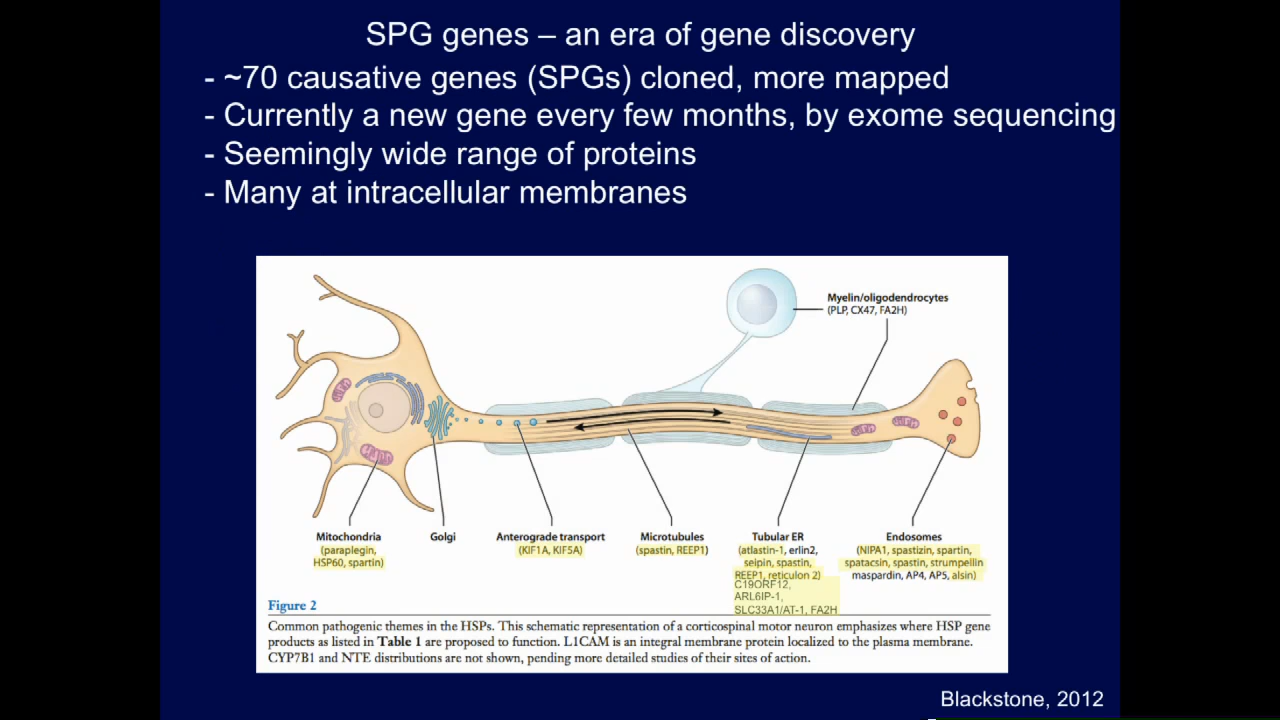 SPG genes – an era of gene discovery
- ~70 causative genes (SPGs) cloned, more mapped
- Currently a new gene every few months, by exome sequencing
- Seemingly wide range of proteins
- Many at intracellular membranes
Myelin/oligodendrocytes
(PLP, CX47, FA2H)
Mitochondria
(paraplegin,
HSP60, spartin)
Golgi
Anterograde transport
(KIF1A, KIF5A)
Microtubules
(spastin, REEP1)
Tubular ER
(atlastin-1, erlin2,
seipin, spastin,
REEP1, reticulon 2)
C19ORF12,
ARL6IP-1,
SLC33A1/AT-1, FA2H
Endosomes
(NIPA1, spastizin, spartin,
spatacsin, spastin, strumpellin
maspardin, AP4, AP5, alsin)
Figure 2
Common pathogenic themes in the HSPs. This schematic representation of a corticospinal motor neuron emphasizes where HSP gene
products as listed in Table 1 are proposed to function. L1CAM is an integral membrane protein localized to the plasma membrane.
CYP7B1 and NTE distributions are not shown, pending more detailed studies of their sites of action.
Blackstone, 2012